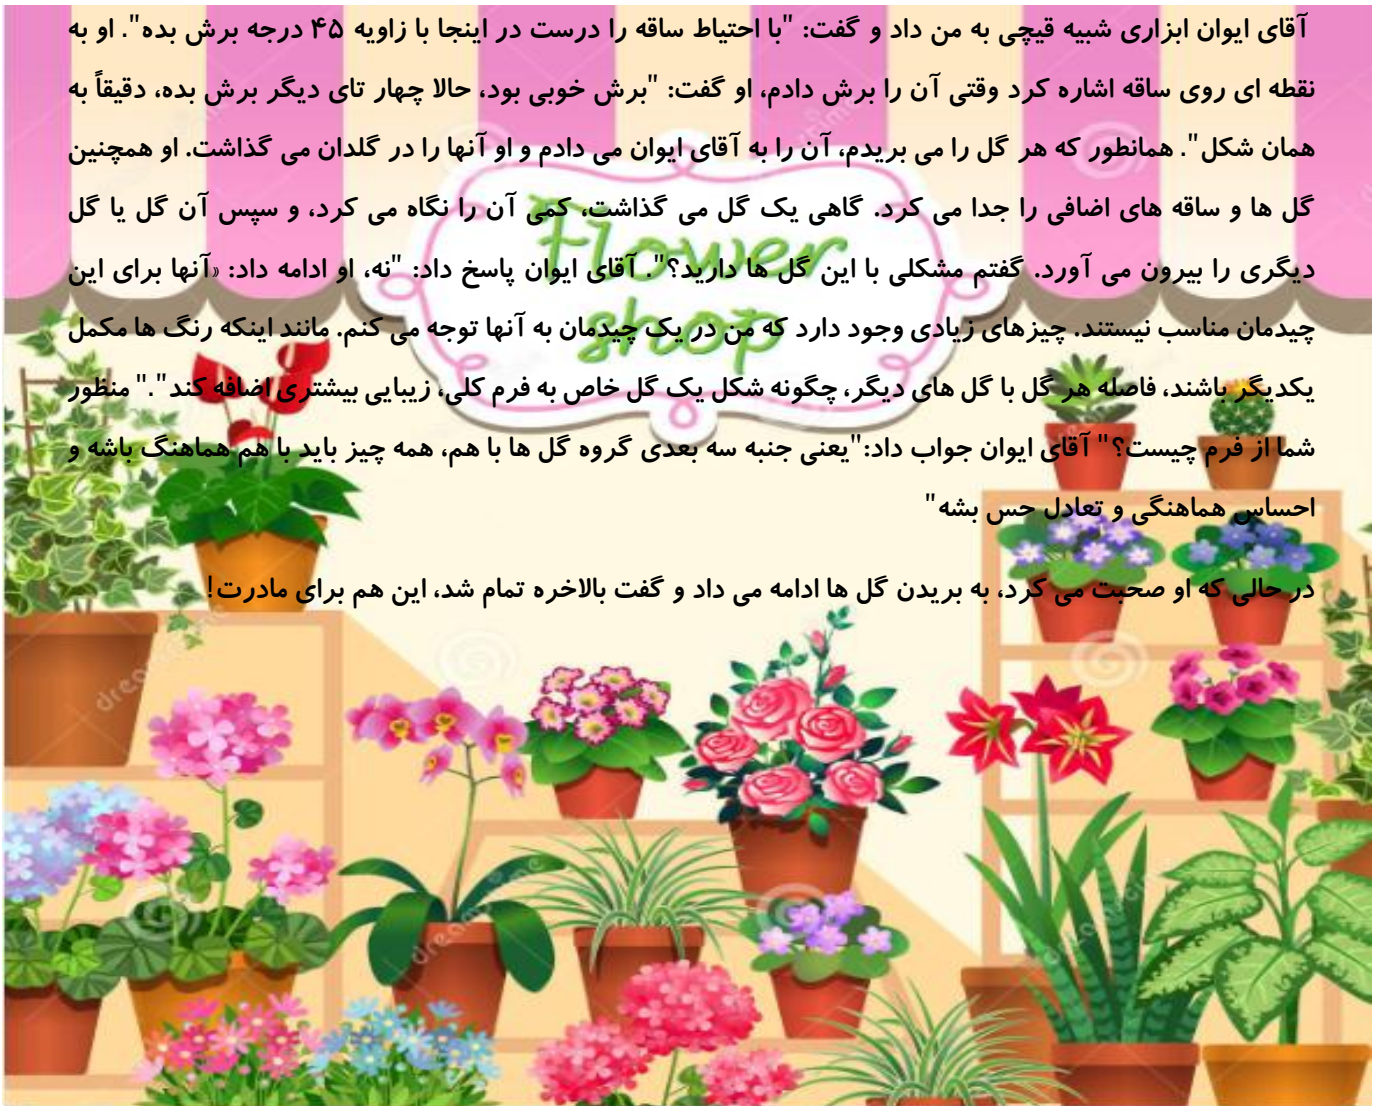 آقای ایوان ابزاری شبیه قیچی به من داد و گفت: "با احتیاط ساقه را درست در اینجا با زاویه ۴۵ درجه برش بده". او به
نقطه ای روی ساقه اشاره کرد وقتی آن را برش دادم، او گفت: "برش خوبی بود، حالا چهار تای دیگر برش بده، دقیقاً به
همان شکل". همانطور که هر گل را می بریدم، آن را به آقای ایوان می دادم و او آنها را در گلدان می گذاشت. او همچنین
گل ها و ساقه های اضافی را جدا می کرد. گاهی یک گل می گذاشت، کمی آن را نگاه می کرد، و سپس آن گل یا گل
دیگری را بیرون می آورد. گفتم مشکلی با این گل ها دارید؟". آقای ایوان پاسخ داد: "نه، او ادامه داد: «آنها برای این
چیدمان مناسب نیستند. چیزهای زیادی وجود دارد که من در یک چیدمان به آنها توجه می کنم. مانند اینکه رنگ ها مکمل
یکدیگر باشند، فاصله هر گل با گل های دیگر، چگونه شکل یک گل خاص به فرم کلی، زیبایی بیشتری اضافه کند"." منظور
شما از فرم چیست؟" آقای ایوان جواب داد:"یعنی جنبه سه بعدی گروه گل ها با هم، همه چیز باید با هم هماهنگ باشه و
احساس هماهنگی و تعادل حس بشه"
در حالی که او صحبت می کرد، به بریدن گل ها ادامه می داد و گفت بالاخره تمام شد، این هم برای مادرت!
Flower
shop